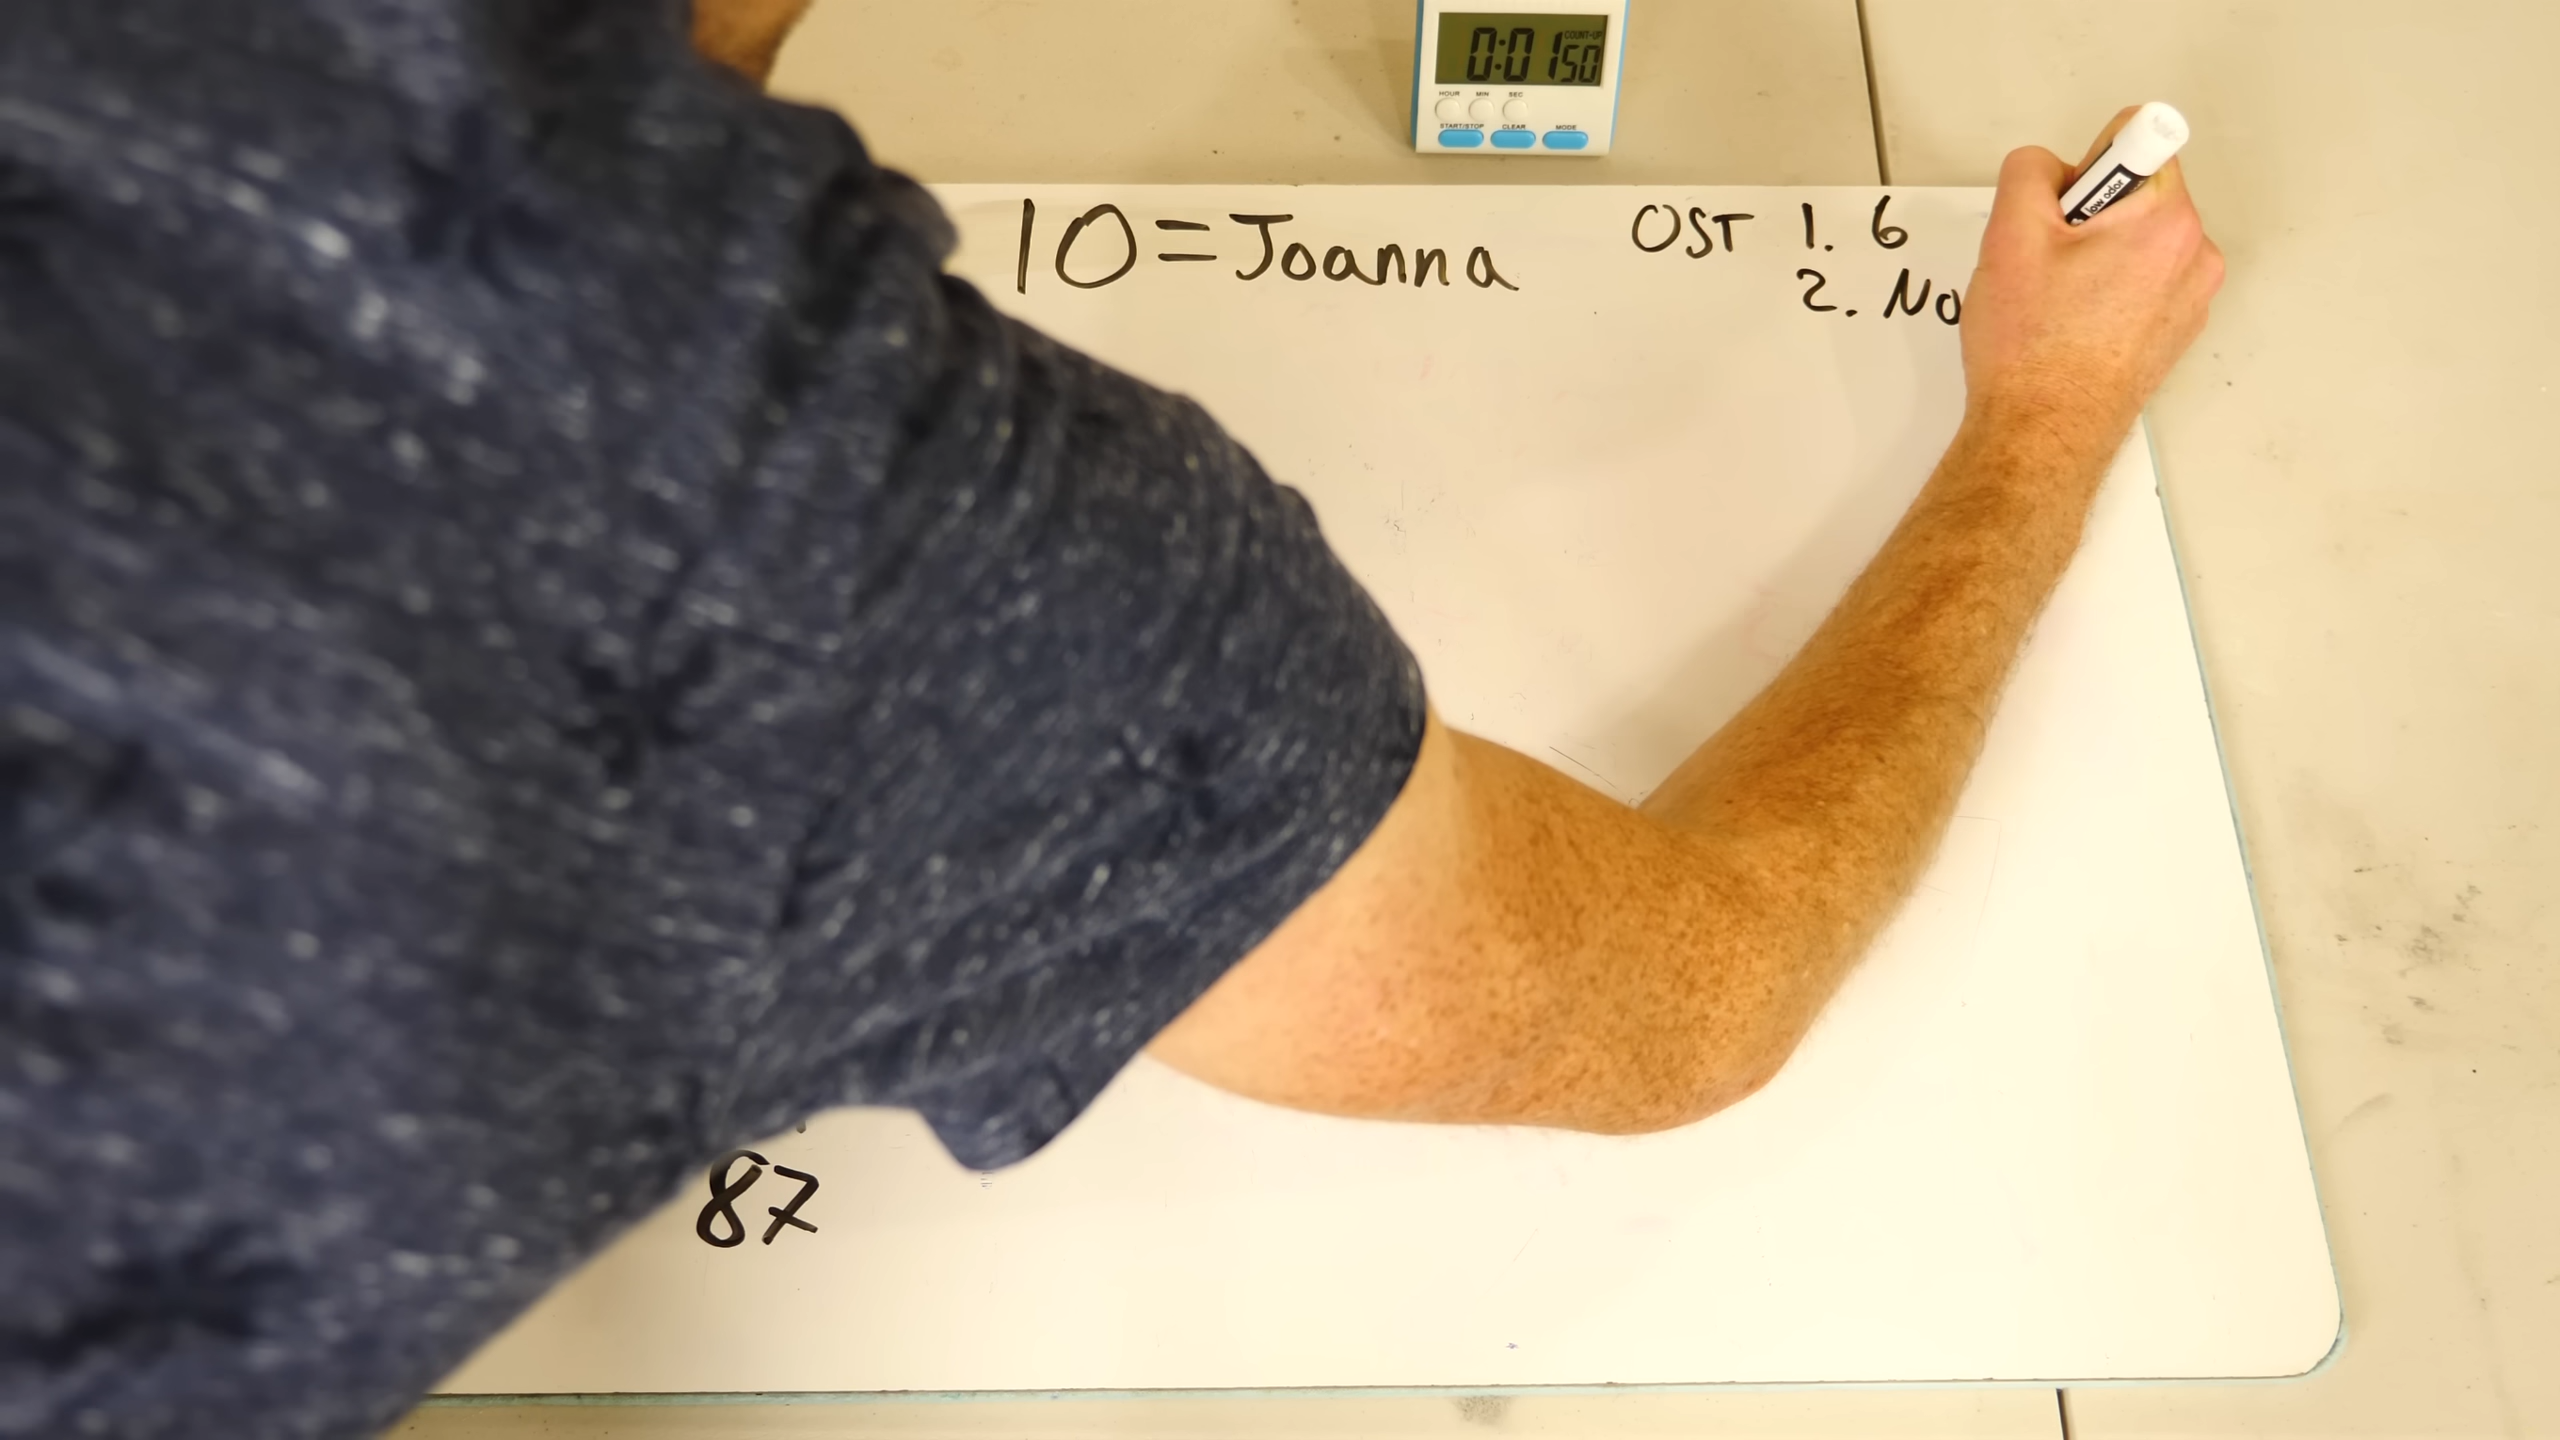 COUNT-UP
0:01 50
HOUR MIN SEC
START/STOP CLEAR MODE
low odor
10=Joanna
OST 1. 6
2. No
87